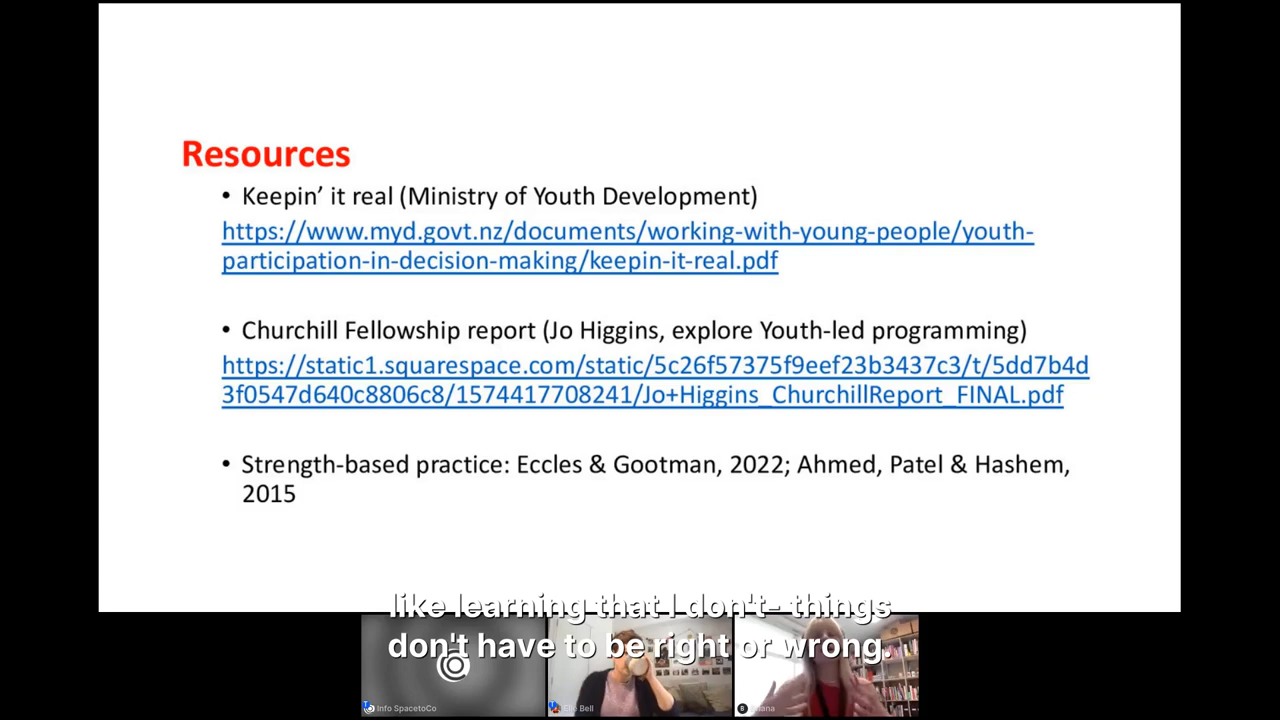 Resources
• Keepin’ it real (Ministry of Youth Development)
https://www.myd.govt.nz/documents/working-with-young-people/youth-
participation-in-decision-making/keepin-it-real.pdf
• Churchill Fellowship report (Jo Higgins, explore Youth-led programming)
https://static1.squarespace.com/static/5c26f57375f9eef23b3437c3/t/5dd7b4d
3f0547d640c8806c8/1574417708241/Jo+Higgins_ChurchillReport_FINAL.pdf
• Strength-based practice: Eccles & Gootman, 2022; Ahmed, Patel & Hashem,
2015
like learning that I don't- things
don't have to be right or wrong.
Info SpacetoCo
Bell